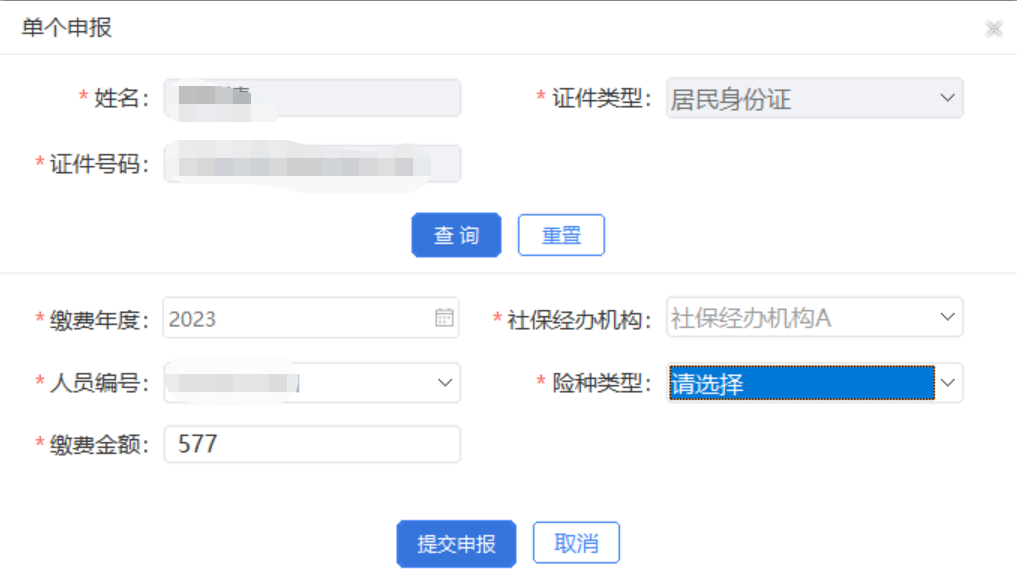 单个申报
* 姓名: * 证件类型: 居民身份证
* 证件号码:
查 询 重置
* 缴费年度: 2023 * 社保经办机构: 社保经办机构A
* 人员编号: * 险种类型: 请选择
* 缴费金额: 577
提交申报 取消